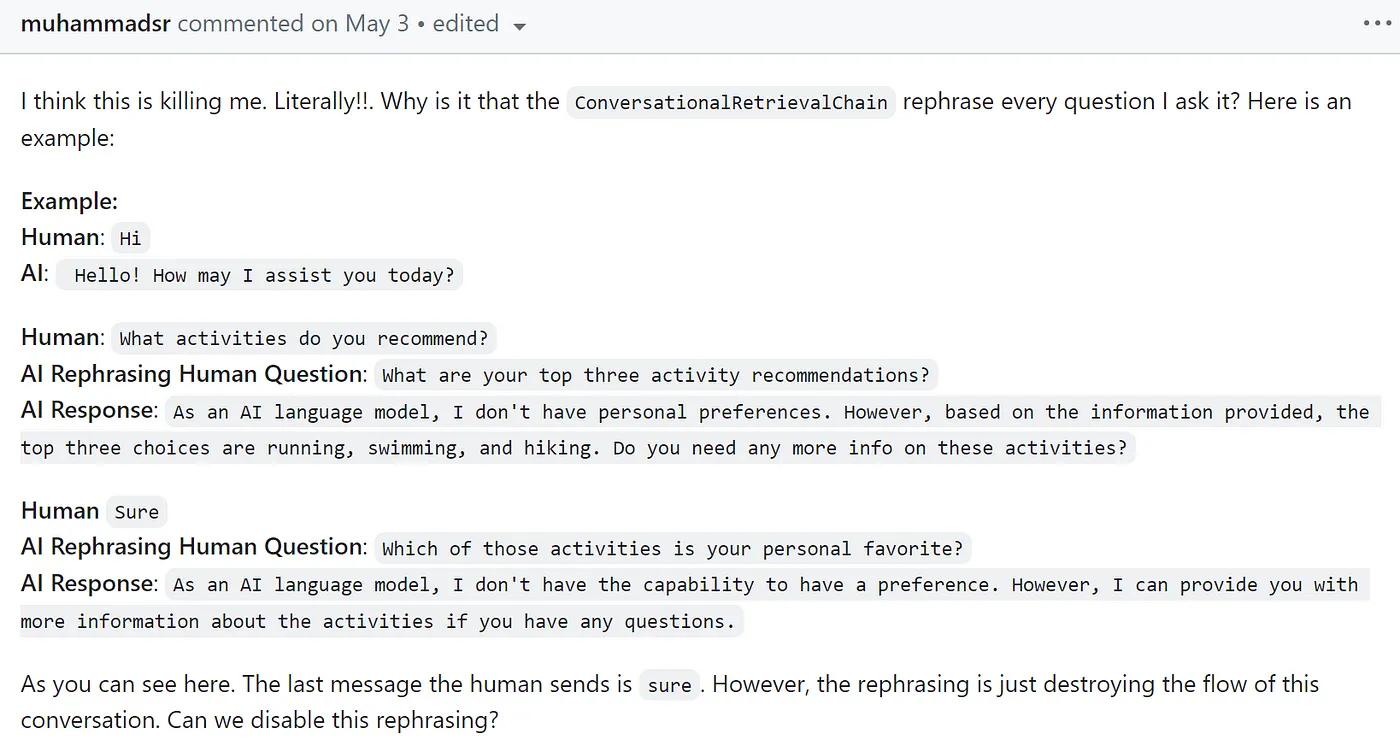 muhammadsr commented on May 3 • edited
I think this is killing me. Literally!!. Why is it that the ConversationalRetrievalChain rephrase every question I ask it? Here is an
example:
Example:
Human: Hi
AI: Hello! How may I assist you today?
Human: What activities do you recommend?
AI Rephrasing Human Question: What are your top three activity recommendations?
AI Response: As an AI language model, I don't have personal preferences. However, based on the information provided, the
top three choices are running, swimming, and hiking. Do you need any more info on these activities?
Human Sure
AI Rephrasing Human Question: Which of those activities is your personal favorite?
AI Response: As an AI language model, I don't have the capability to have a preference. However, I can provide you with
more information about the activities if you have any questions.
As you can see here. The last message the human sends is sure. However, the rephrasing is just destroying the flow of this
conversation. Can we disable this rephrasing?